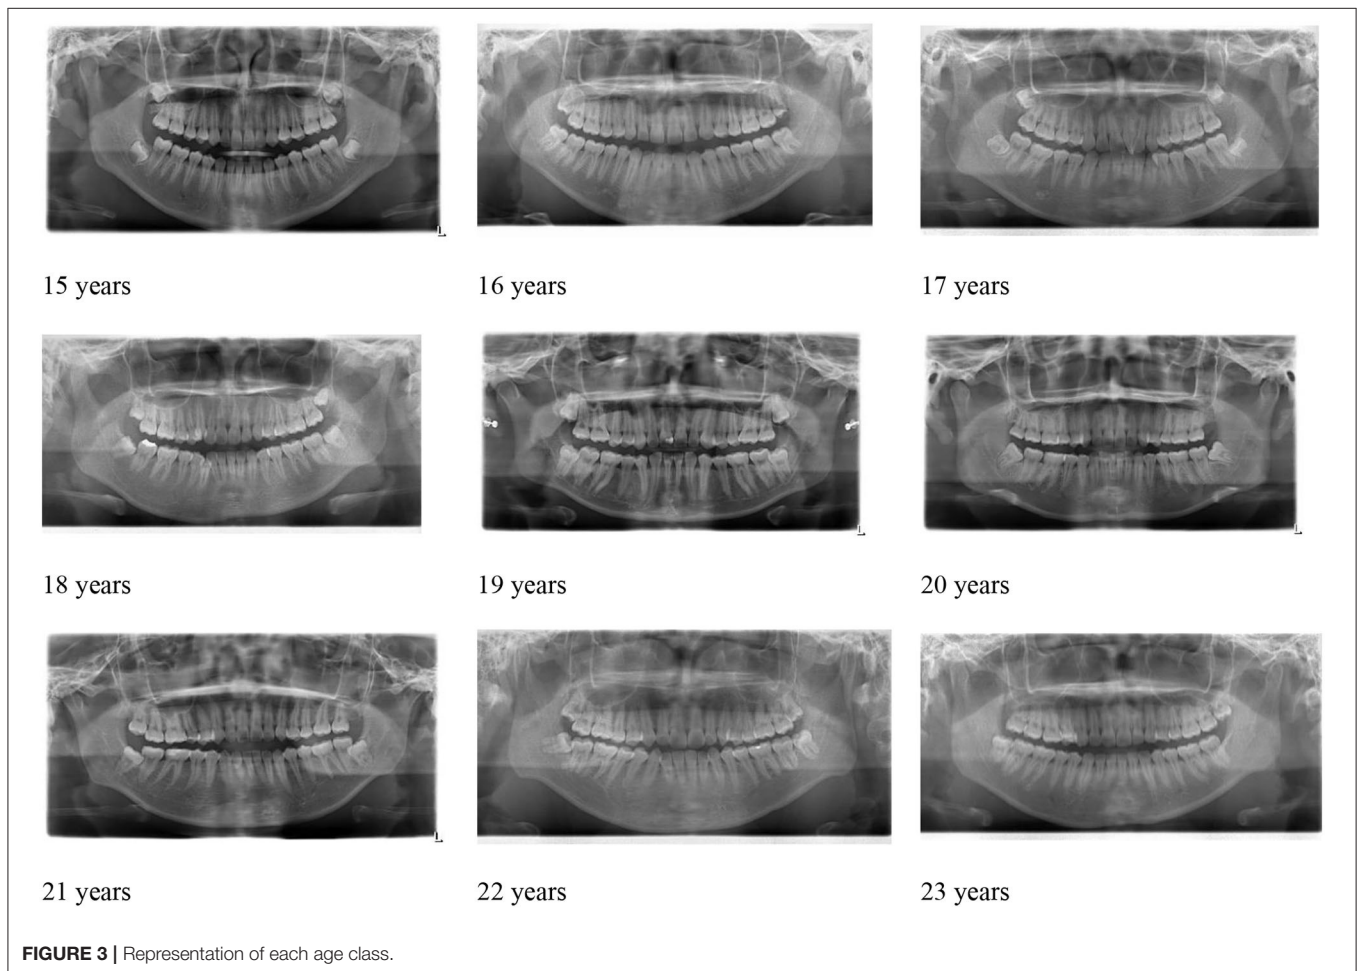 L
15 years
16 years
17 years
L
L
18 years
19 years
20 years
L
21 years
22 years
23 years
FIGURE 3 | Representation of each age class.